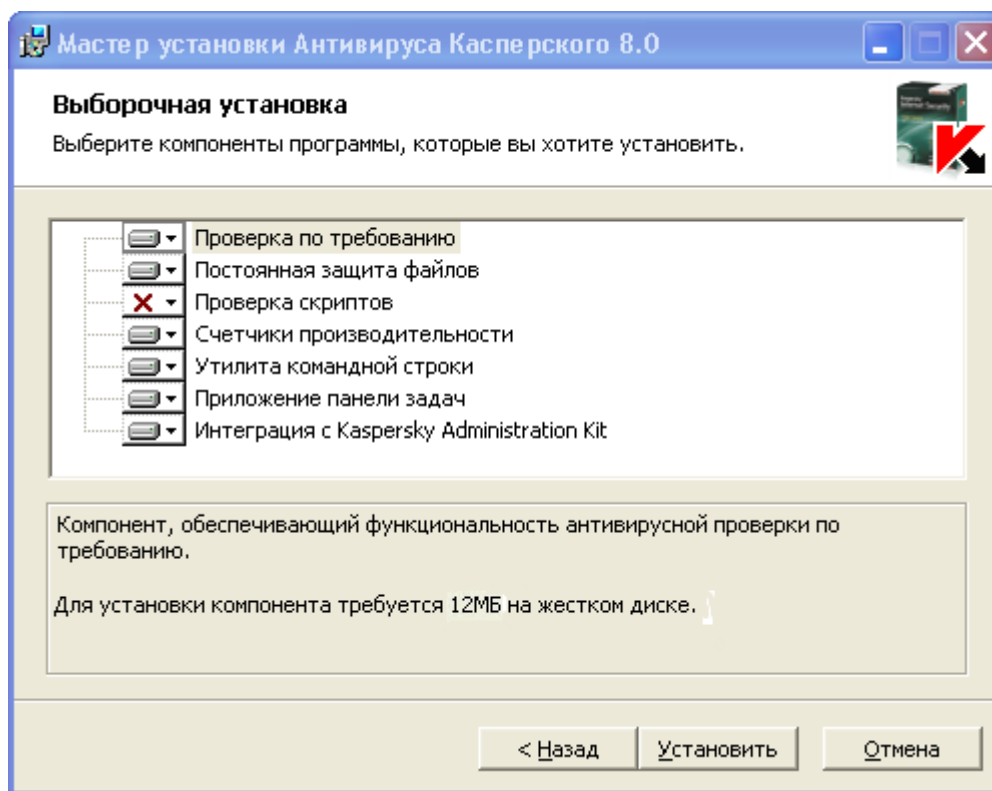 Мастер установки Антивируса Касперского 8.0
Выборочная установка
Выберите компоненты программы, которые вы хотите установить.
Проверка по требованию
Постоянная защита файлов
Проверка скриптов
Счетчики производительности
Утилита командной строки
Приложение панели задач
Интеграция с Kaspersky Administration Kit
Компонент, обеспечивающий функциональность антивирусной проверки по
требованию.
Для установки компонента требуется 12МБ на жестком диске.
< Назад
Установить
Отмена